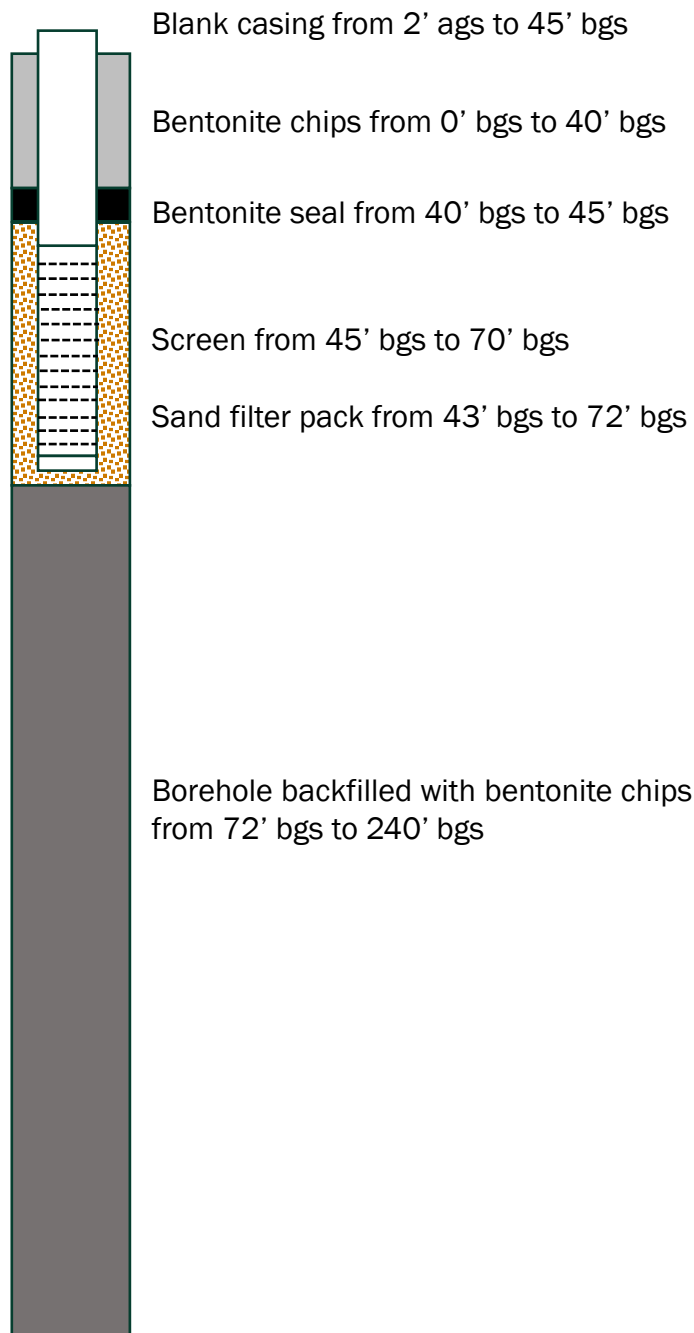 Blank casing from 2’ ags to 45’ bgs
Bentonite chips from 0’ bgs to 40’ bgs
Bentonite seal from 40’ bgs to 45’ bgs
Screen from 45’ bgs to 70’ bgs
Sand filter pack from 43’ bgs to 72’ bgs
Borehole backfilled with bentonite chips
from 72’ bgs to 240’ bgs